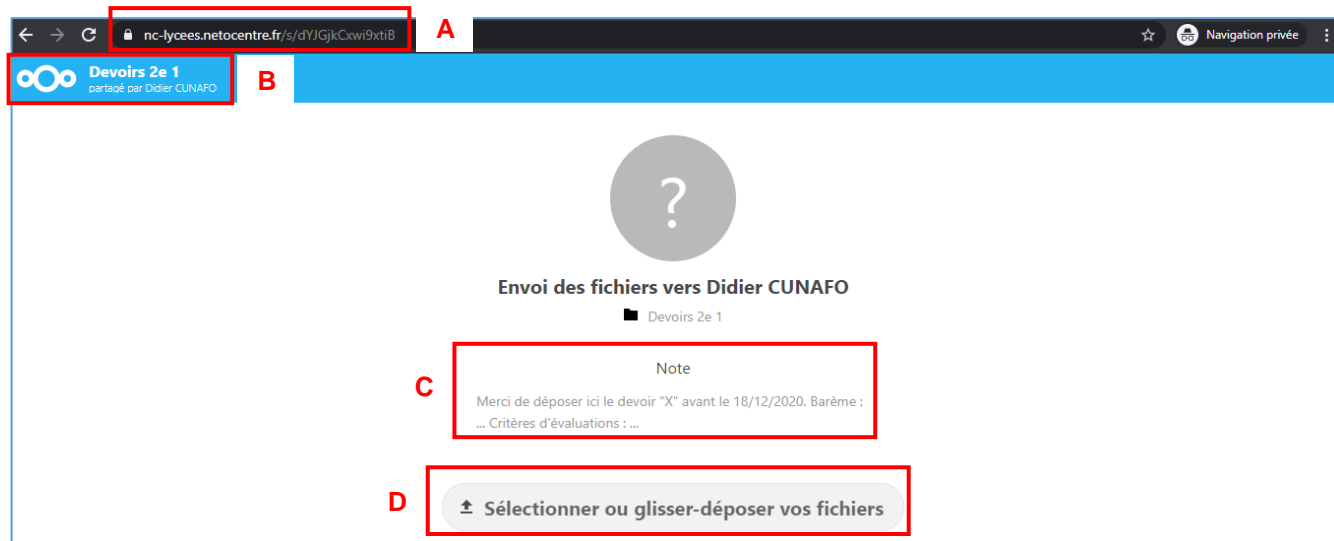 nc-lycees.netocentre.fr/s/dYJGjkCxwi9xtiB
A
Navigation privée
Devoirs 2e 1
partagé par Didier CUNAFO
B
?
Envoi des fichiers vers Didier CUNAFO
Devoirs 2e 1
Note
C
Merci de déposer ici le devoir "X" avant le 18/12/2020. Barème :
... Critères d'évaluations : ...
D
Sélectionner ou glisser-déposer vos fichiers